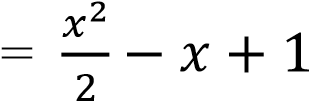 = x²/2 − x + 1